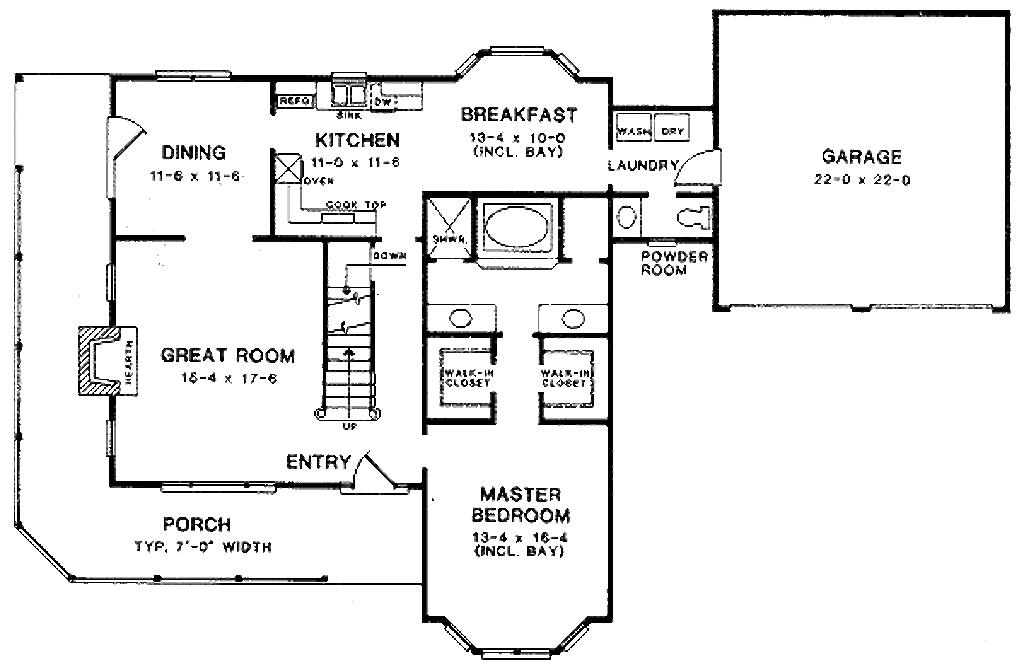 REFG
SINK
DW
BREAKFAST
13-4 x 10-0
(INCL. BAY)
KITCHEN
11-0 x 11-6
DINING
11-6 x 11-6
OVEN
COOK TOP
WASH
DRY
LAUNDRY
GARAGE
22-0 x 22-0
SHWR.
DOWN
POWDER
ROOM
HEARTH
GREAT ROOM
15-4 x 17-6
WALK-IN
CLOSET
WALK-IN
CLOSET
UP
ENTRY
MASTER
BEDROOM
13-4 x 16-4
(INCL. BAY)
PORCH
TYP. 7'-0" WIDTH